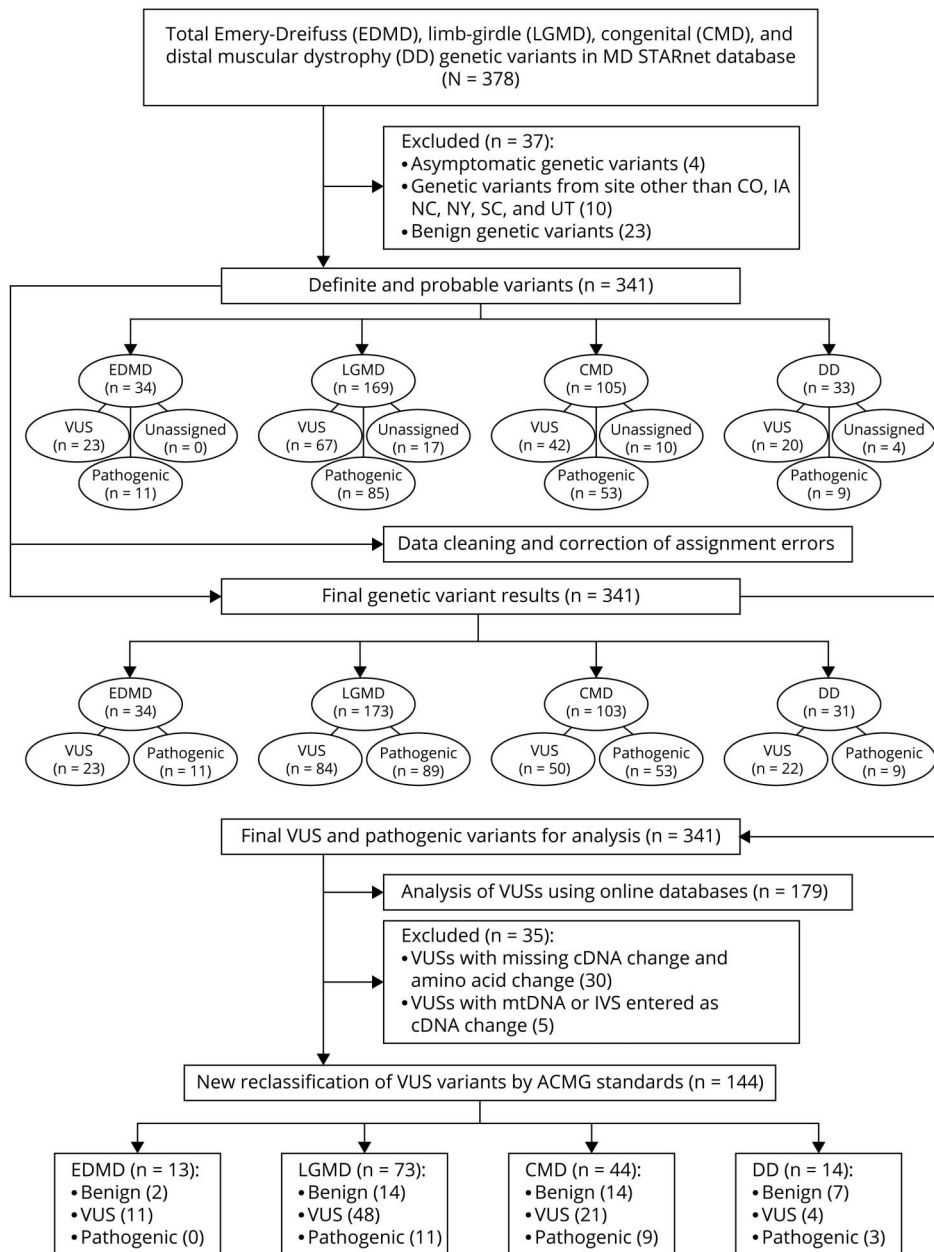 Total Emery-Dreifuss (EDMD), limb-girdle (LGMD), congenital (CMD), and
distal muscular dystrophy (DD) genetic variants in MD STARnet database
(N = 378)
Excluded (n = 37):
• Asymptomatic genetic variants (4)
• Genetic variants from site other than CO, IA
NC, NY, SC, and UT (10)
• Benign genetic variants (23)
Definite and probable variants (n = 341)
EDMD
(n = 34)
VUS
(n = 23)
Unassigned
(n = 0)
Pathogenic
(n = 11)
LGMD
(n = 169)
VUS
(n = 67)
Unassigned
(n = 17)
Pathogenic
(n = 85)
CMD
(n = 105)
VUS
(n = 42)
Unassigned
(n = 10)
Pathogenic
(n = 53)
DD
(n = 33)
VUS
(n = 20)
Unassigned
(n = 4)
Pathogenic
(n = 9)
Data cleaning and correction of assignment errors
Final genetic variant results (n = 341)
EDMD
(n = 34)
VUS
(n = 23)
Pathogenic
(n = 11)
LGMD
(n = 173)
VUS
(n = 84)
Pathogenic
(n = 89)
CMD
(n = 103)
VUS
(n = 50)
Pathogenic
(n = 53)
DD
(n = 31)
VUS
(n = 22)
Pathogenic
(n = 9)
Final VUS and pathogenic variants for analysis (n = 341)
Analysis of VUSs using online databases (n = 179)
Excluded (n = 35):
• VUSs with missing cDNA change and
amino acid change (30)
• VUSs with mtDNA or IVS entered as
cDNA change (5)
New reclassification of VUS variants by ACMG standards (n = 144)
EDMD (n = 13):
• Benign (2)
• VUS (11)
• Pathogenic (0)
LGMD (n = 73):
• Benign (14)
• VUS (48)
• Pathogenic (11)
CMD (n = 44):
• Benign (14)
• VUS (21)
• Pathogenic (9)
DD (n = 14):
• Benign (7)
• VUS (4)
• Pathogenic (3)